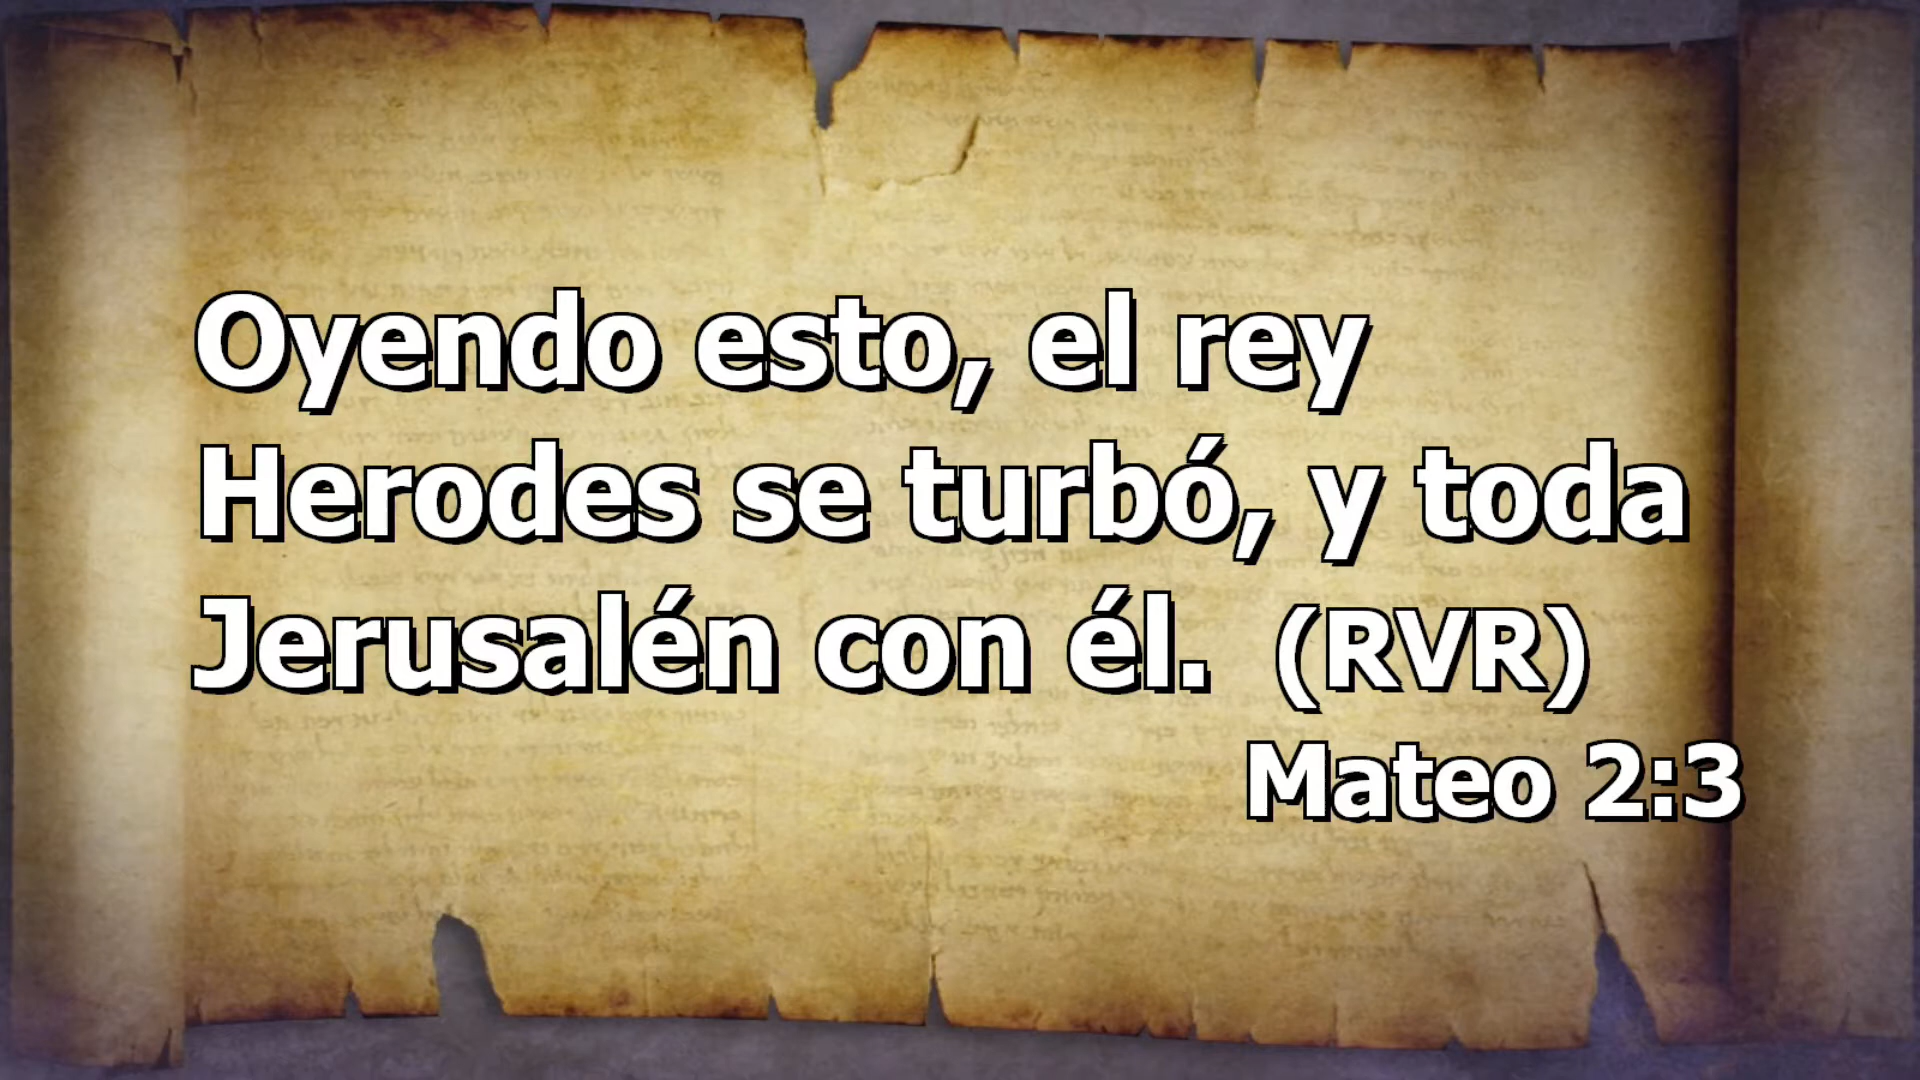 Oyendo esto, el rey
Herodes se turbó, y toda
Jerusalén con él. (RVR)
Mateo 2:3